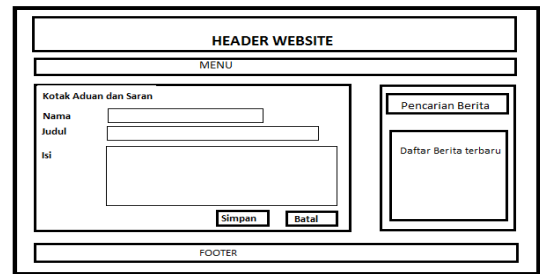 HEADER WEBSITE
MENU
Kotak Aduan dan Saran
Nama
Judul
Isi
Simpan
Batal
Pencarian Berita
Daftar Berita terbaru
FOOTER